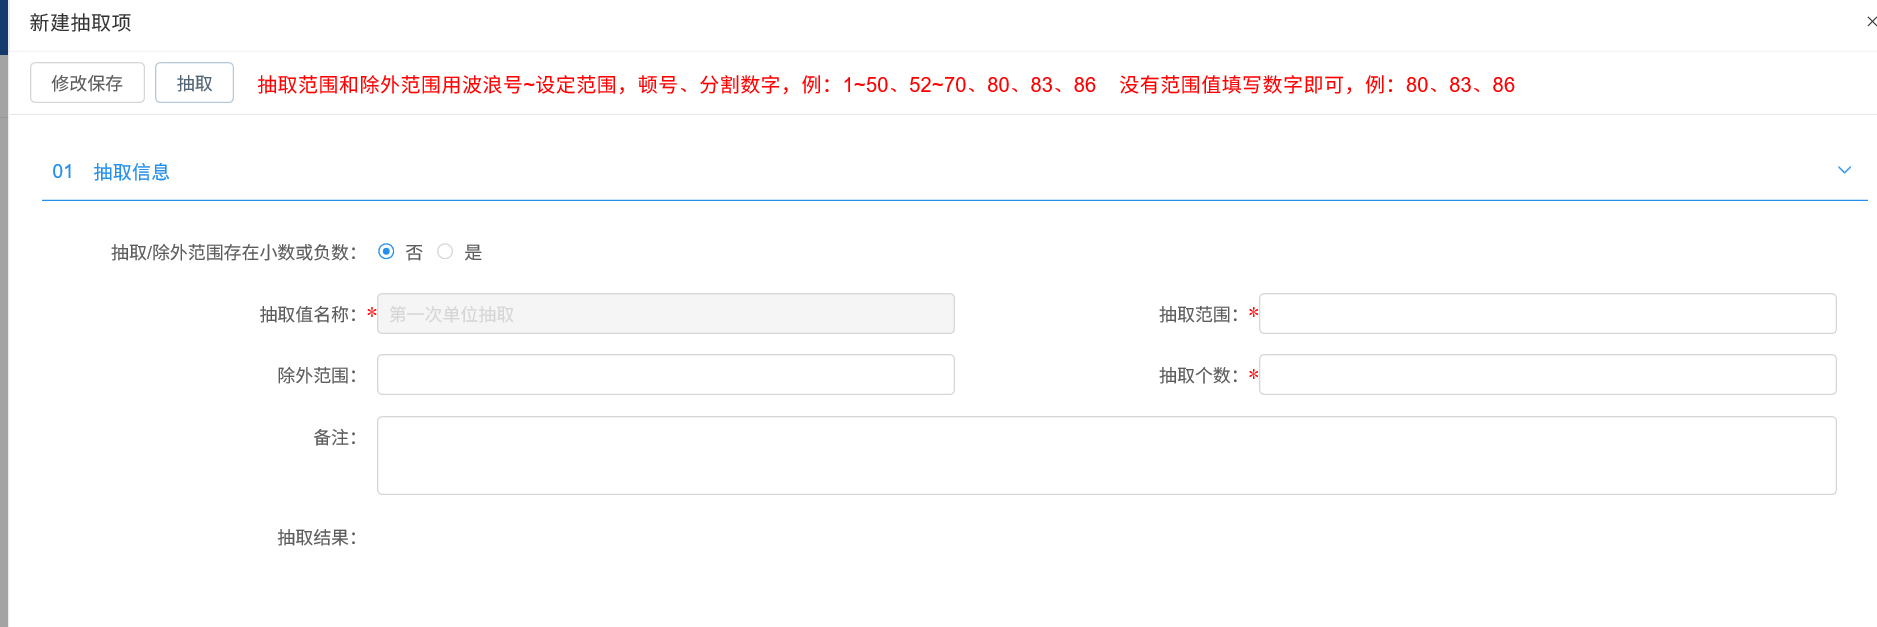 新建抽取项
修改保存 抽取 抽取范围和除外范围用波浪号~设定范围，顿号、分割数字，例：1~50、52~70、80、83、86 没有范围值填写数字即可，例：80、83、86
01 抽取信息
抽取/除外范围存在小数或负数： 否 是
抽取值名称：* 第一次单位抽取 抽取范围：*
除外范围： 抽取个数：*
备注：
抽取结果：